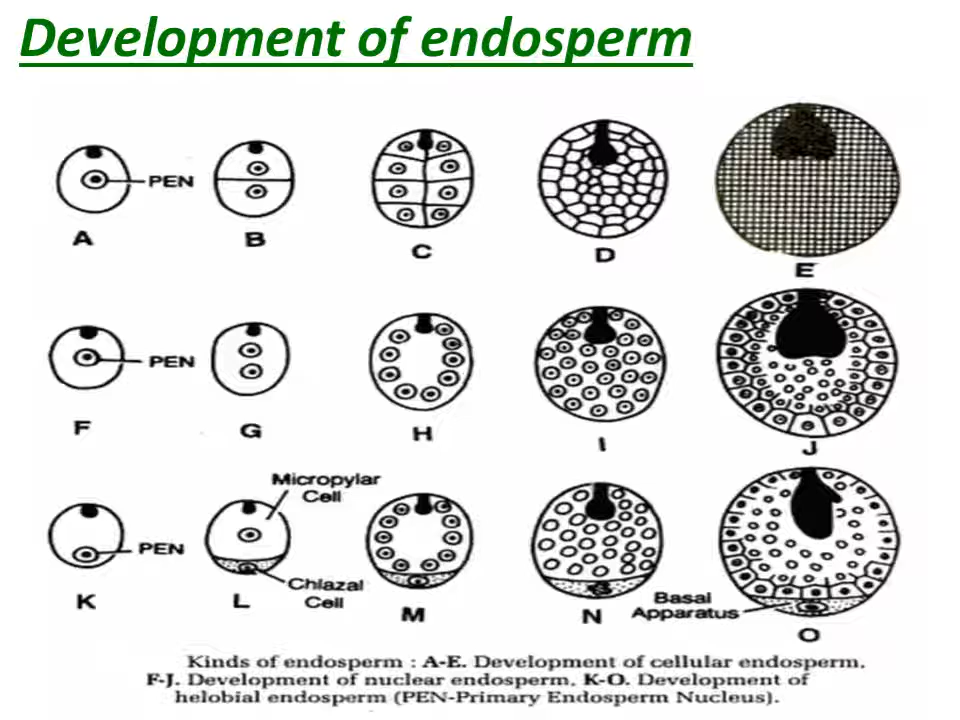 Development of endosperm
PEN
A
B
C
D
E
PEN
F
G
H
I
J
Micropylar
Cell
PEN
Chlazal
Cell
Basal
Apparatus
K
L
M
N
O
Kinds of endosperm : A-E. Development of cellular endosperm,
F-J. Development of nuclear endosperm, K-O. Development of
helobial endosperm (PEN-Primary Endosperm Nucleus).